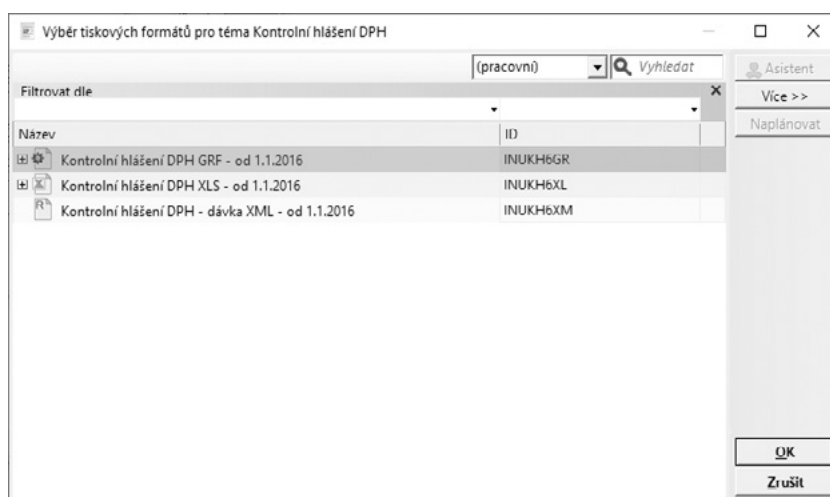 Výběr tiskových formátů pro téma Kontrolní hlášení DPH
(pracovní) Vyhledat
Asistent
Filtrovat dle
Více >>
Naplánovat
Název ID
Kontrolní hlášení DPH GRF - od 1.1.2016 INUKH6GR
Kontrolní hlášení DPH XLS - od 1.1.2016 INUKH6XL
Kontrolní hlášení DPH - dávka XML - od 1.1.2016 INUKH6XM
OK
Zrušit